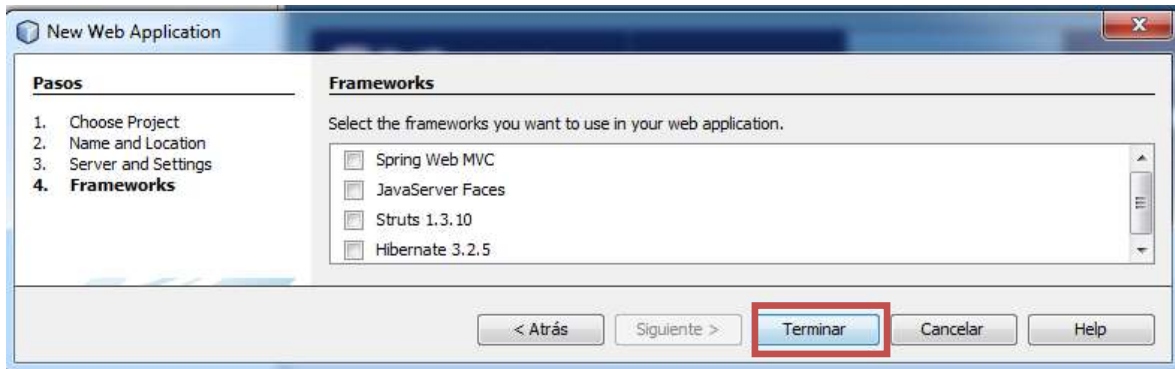 New Web Application
Pasos
1. Choose Project
2. Name and Location
3. Server and Settings
4. Frameworks
Frameworks
Select the frameworks you want to use in your web application.
Spring Web MVC
JavaServer Faces
Struts 1.3.10
Hibernate 3.2.5
< Atrás
Siguiente >
Terminar
Cancelar
Help